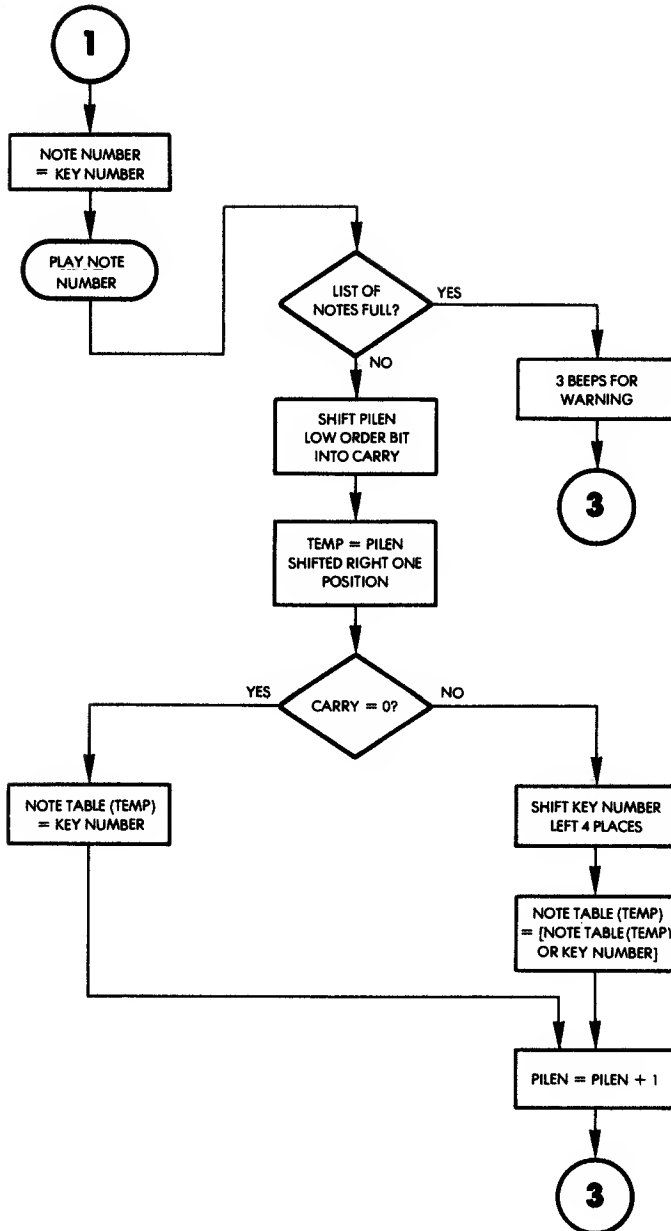 1
NOTE NUMBER
= KEY NUMBER
PLAY NOTE
NUMBER
LIST OF
NOTES FULL?
YES
NO
3 BEEPS FOR
WARNING
3
SHIFT PILEN
LOW ORDER BIT
INTO CARRY
TEMP = PILEN
SHIFTED RIGHT ONE
POSITION
CARRY = 0?
YES
NO
NOTE TABLE (TEMP)
= KEY NUMBER
SHIFT KEY NUMBER
LEFT 4 PLACES
NOTE TABLE (TEMP)
= [NOTE TABLE (TEMP)
OR KEY NUMBER]
PILEN = PILEN + 1
3